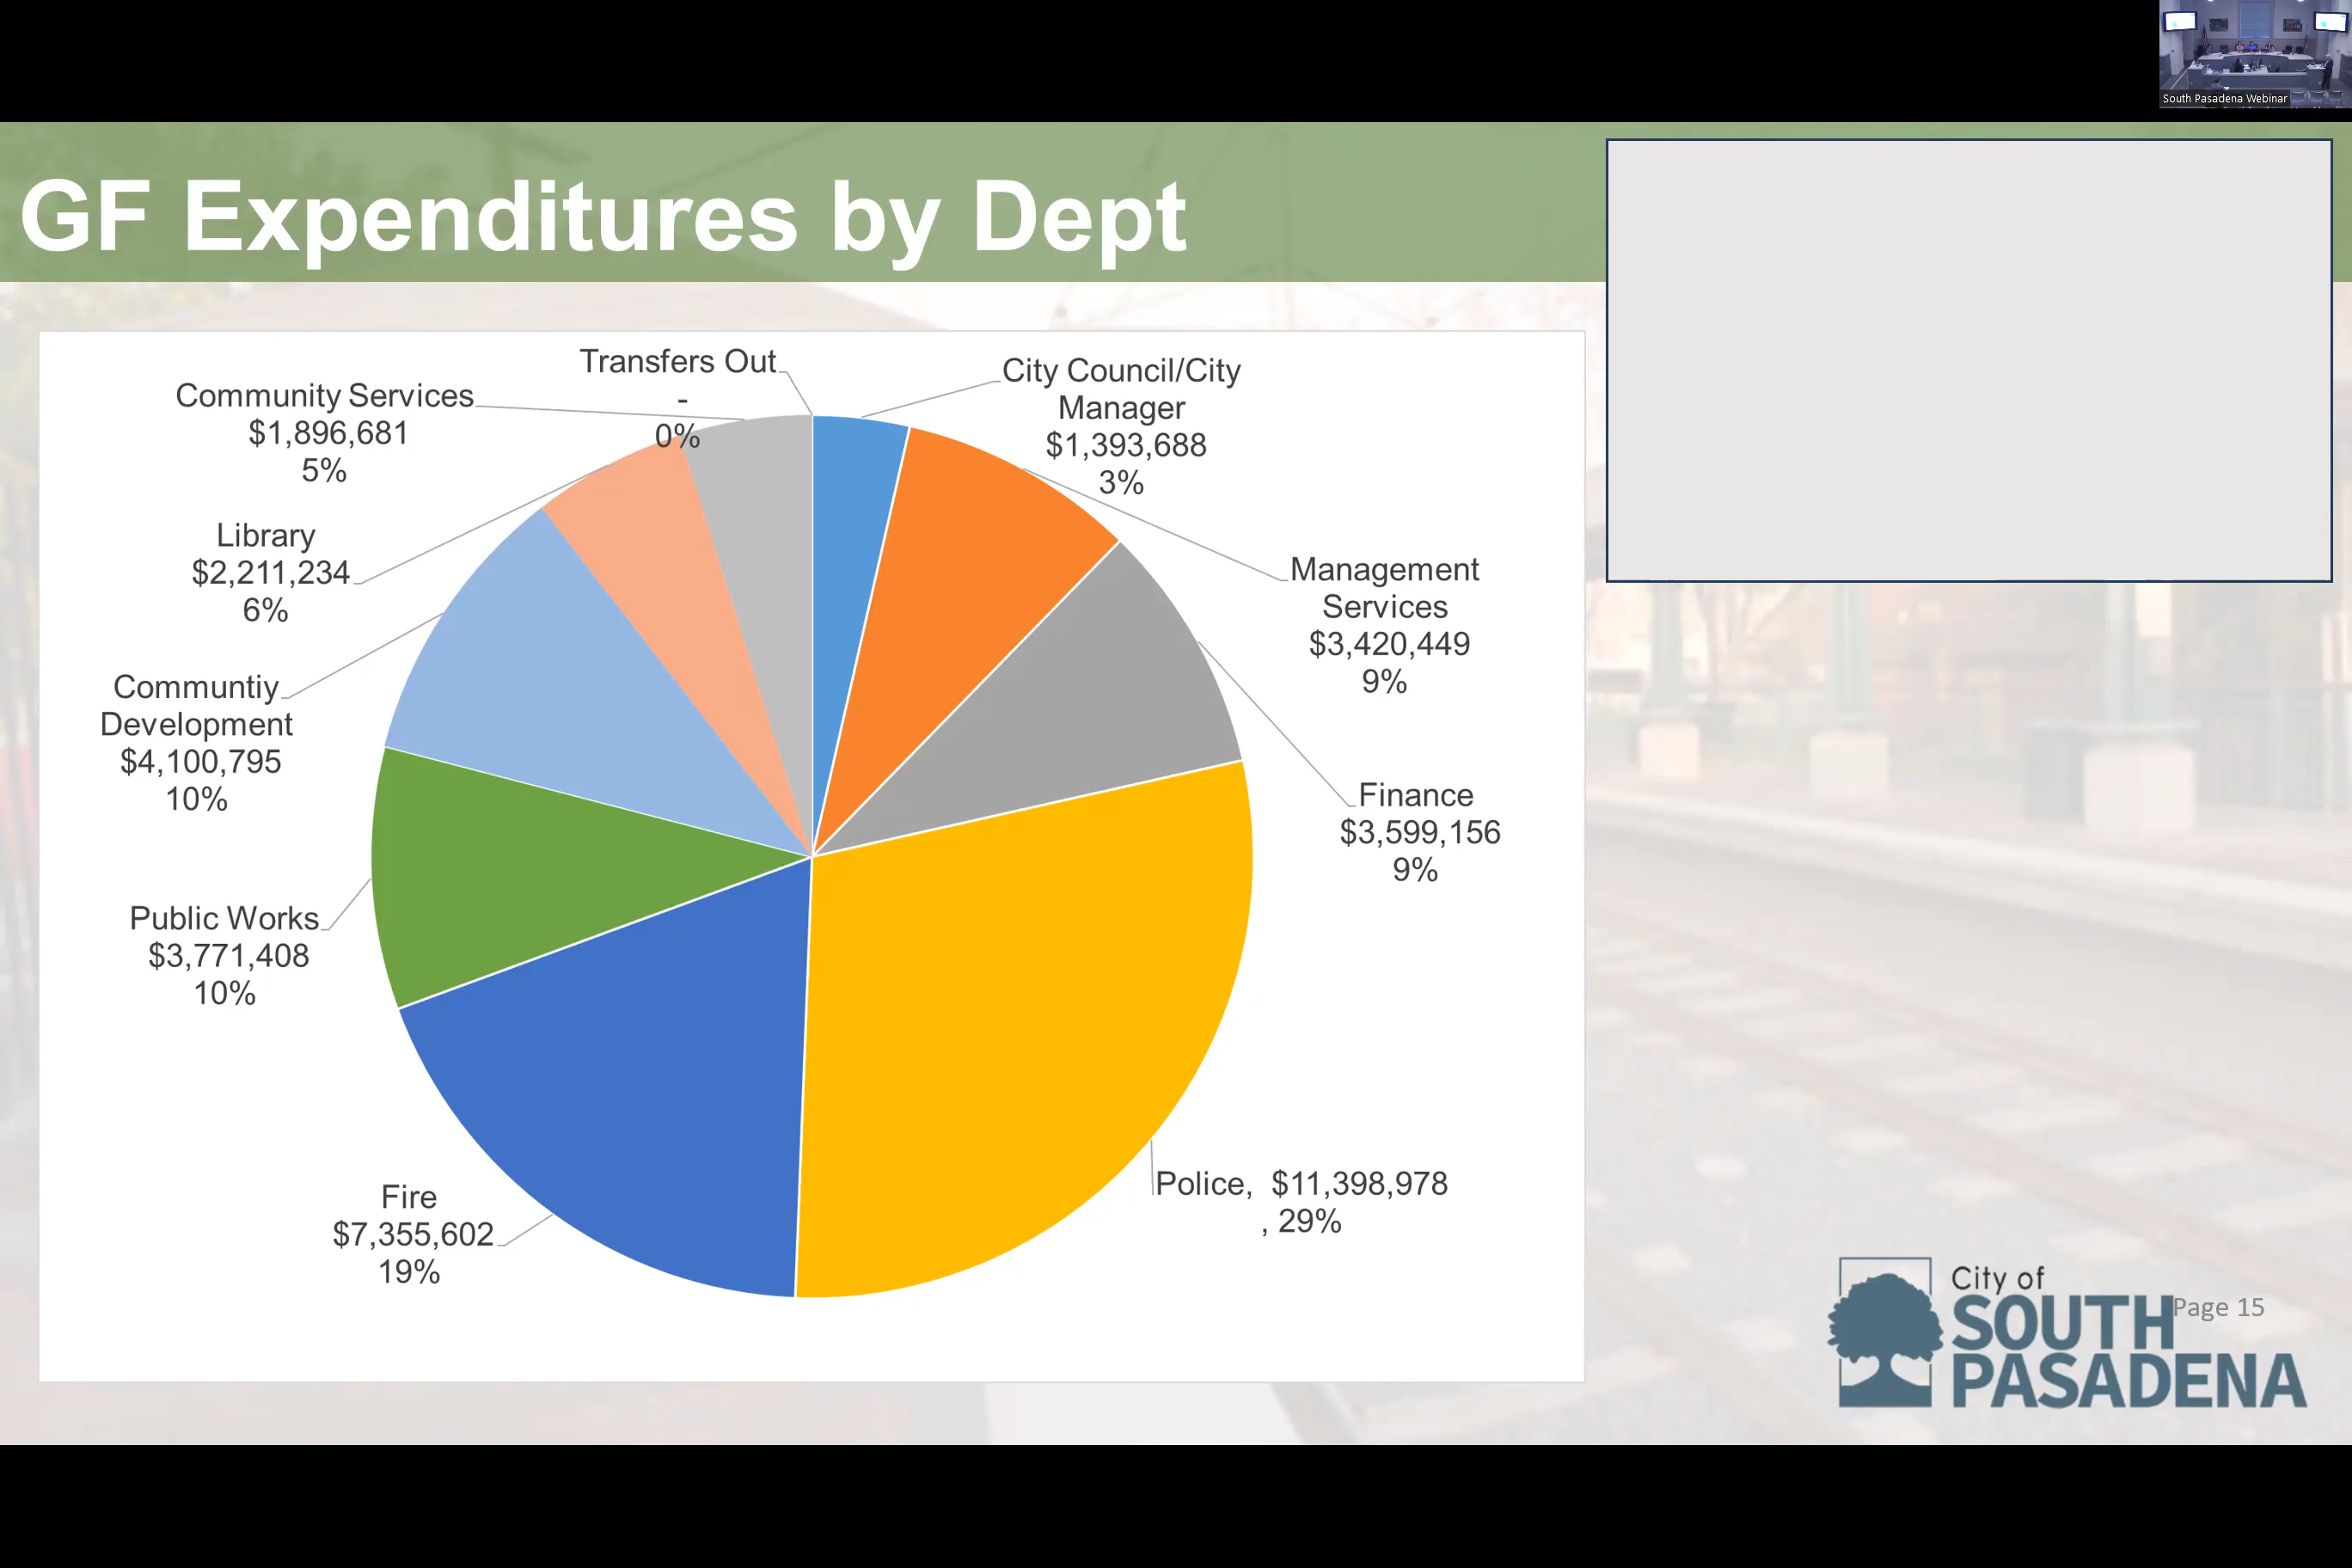 South Pasadena Webinar
GF Expenditures by Dept
Transfers Out
-
0%
City Council/City
Manager
$1,393,688
3%
Management
Services
$3,420,449
9%
Finance
$3,599,156
9%
Police,  $11,398,978
, 29%
Fire
$7,355,602
19%
Public Works
$3,771,408
10%
Communtiy
Development
$4,100,795
10%
Library
$2,211,234
6%
Community Services
$1,896,681
5%
City of
SOUTH
PASADENA
Page 15